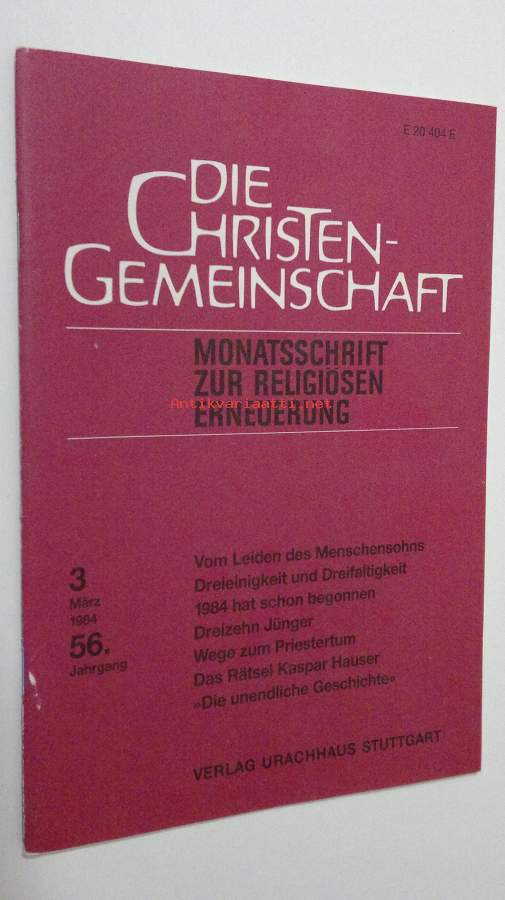 E 20 404 E
DIE
CHRISTEN-
GEMEINSCHAFT
MONATSSCHRIFT
ZUR RELIGIÖSEN
Antikvariaatti.net
ERNEUERUNG
3
März
1984
56.
Jahrgang
Vom Leiden des Menschensohns
Dreieinigkeit und Dreifaltigkeit
1984 hat schon begonnen
Dreizehn Jünger
Wege zum Priestertum
Das Rätsel Kaspar Hauser
»Die unendliche Geschichte«
VERLAG URACHHAUS STUTTGART